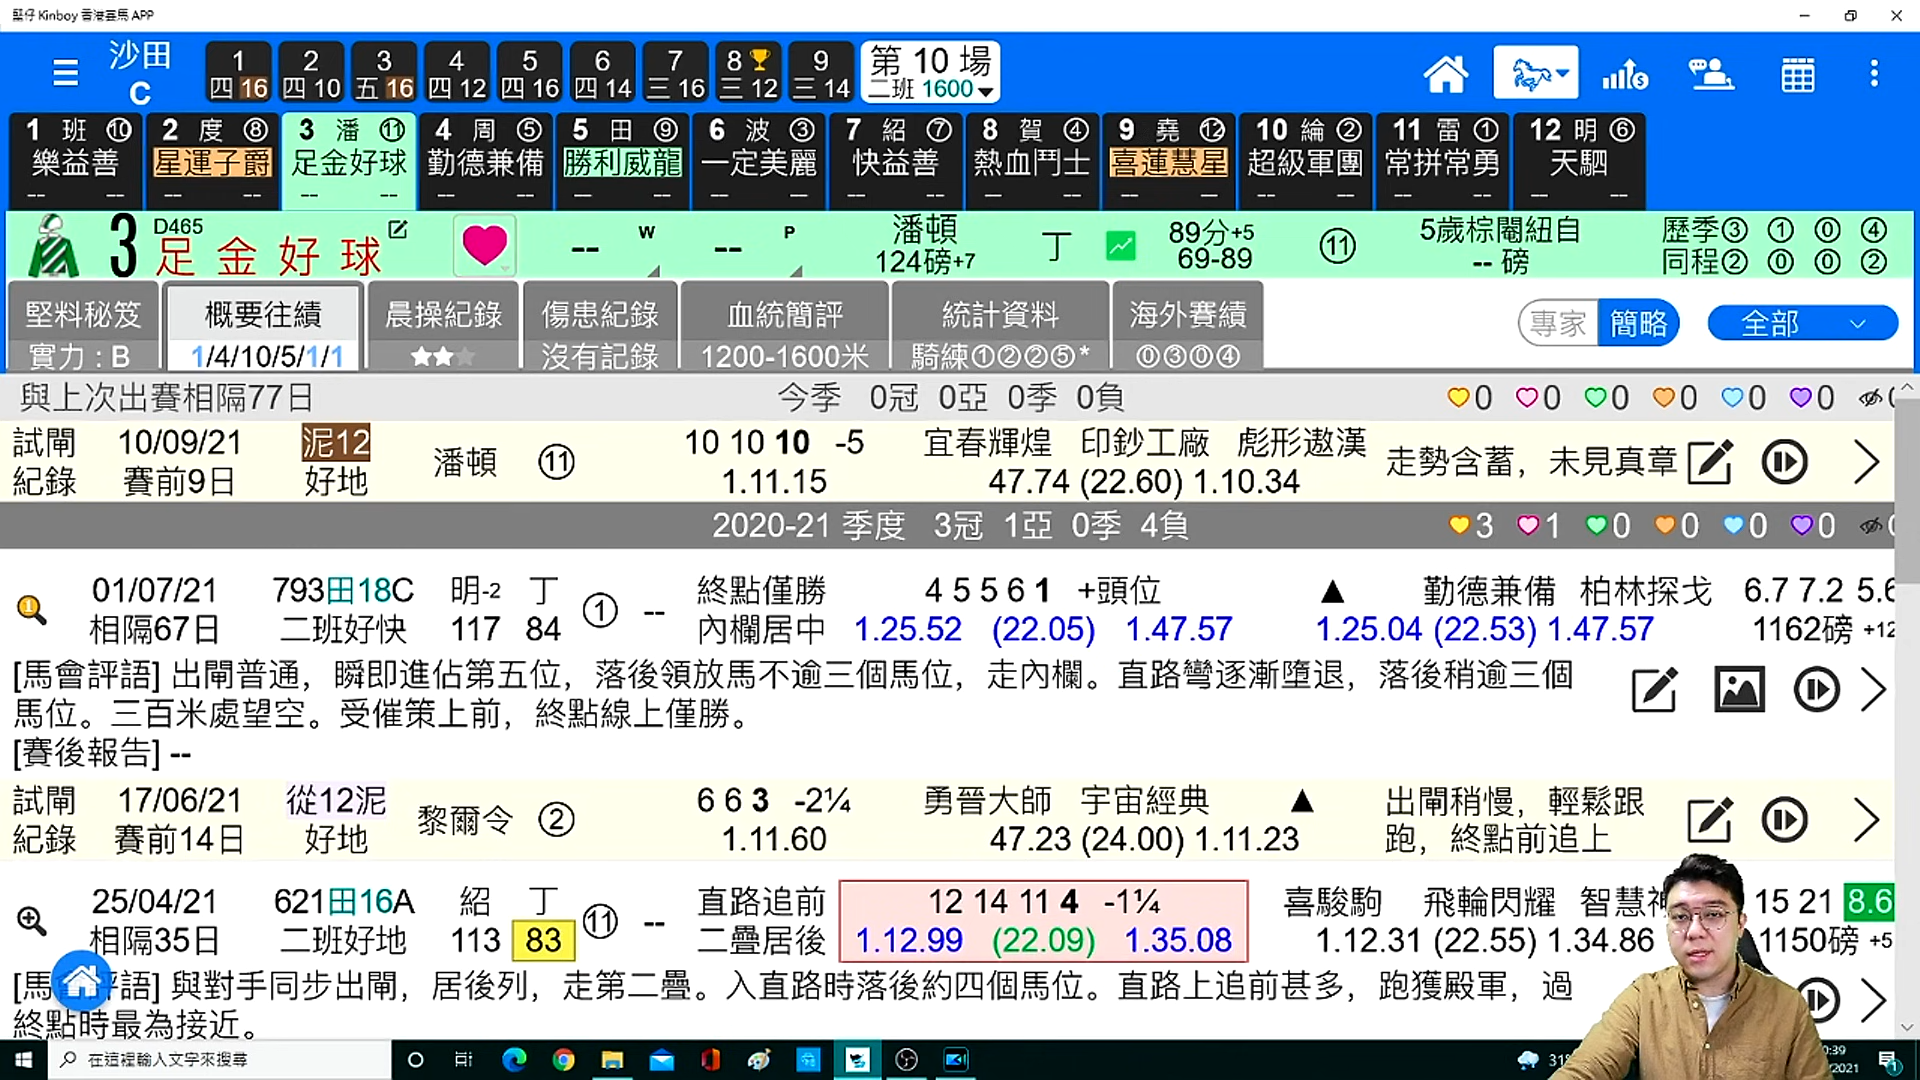 堅仔 Kinboy 香港賽馬 APP
沙田 C
1 四 16
2 四 10
3 五 16
4 四 12
5 四 16
6 四 14
7 三 16
8 三 12
9 三 14
第 10 場
二班 1600
1 班 ⑩ 樂益善 -- --
2 度 ⑧ 星運子爵 -- --
3 潘 ⑪ 足金好球 -- --
4 周 ⑤ 勤德兼備 -- --
5 田 ⑨ 勝利威龍 -- --
6 波 ③ 一定美麗 -- --
7 紹 ⑦ 快益善 -- --
8 賀 ④ 熱血鬥士 -- --
9 堯 ⑫ 喜蓮慧星 -- --
10 綸 ② 超級軍團 -- --
11 雷 ① 常拼常勇 -- --
12 明 ⑥ 天駟 -- --
3 D465 足金好球
-- W -- P
潘頓
124磅+7
丁
89分+5
69-89
⑪
5歲棕閹紐自
-- 磅
歷季③ ① ⓪ ④
同程② ⓪ ⓪ ②
堅料秘笈 概要往績 晨操紀錄 傷患紀錄 血統簡評 統計資料 海外賽績
實力 : B 1/4/10/5/1/1 ★★★ 沒有記錄 1200-1600米 騎練①②②⑤* ⓪③⓪④
專家 簡略 全部
與上次出賽相隔77日 今季 0冠 0亞 0季 0負 0 0 0 0 0 0
試閘 10/09/21 泥12 潘頓 ⑪ 10 10 10 -5 宜春輝煌 印鈔工廠 彪形遨漢 走勢含蓄，未見真章
紀錄 賽前9日 好地 1.11.15 47.74 (22.60) 1.10.34
2020-21 季度 3冠 1亞 0季 4負 3 1 0 0 0 0
01/07/21 793田18C 明-2 丁 ① -- 終點僅勝 4 5 5 6 1 +頭位 ▲ 勤德兼備 柏林探戈 6.7 7.2 5.6
相隔67日 二班好快 117 84 內欄居中 1.25.52 (22.05) 1.47.57 1.25.04 (22.53) 1.47.57 1162磅 +12
[馬會評語] 出閘普通，瞬即進佔第五位，落後領放馬不逾三個馬位，走內欄。直路彎逐漸墮退，落後稍逾三個
馬位。三百米處望空。受催策上前，終點線上僅勝。
[賽後報告] --
試閘 17/06/21 從12泥 黎爾令 ② 6 6 3 -2¼ 勇晉大師 宇宙經典 ▲ 出閘稍慢，輕鬆跟
紀錄 賽前14日 好地 1.11.60 47.23 (24.00) 1.11.23 跑，終點前追上
25/04/21 621田16A 紹 丁 ⑪ -- 直路追前 12 14 11 4 -1¼ 喜駿駒 飛輪閃耀 智慧 15 21 8.6
相隔35日 二班好地 113 83 二疊居後 1.12.99 (22.09) 1.35.08 1.12.31 (22.55) 1.34.86 1150磅 +5
[馬 評語] 與對手同步出閘，居後列，走第二疊。入直路時落後約四個馬位。直路上追前甚多，跑獲殿軍，過
終點時最為接近。
在這裡輸入文字來搜尋